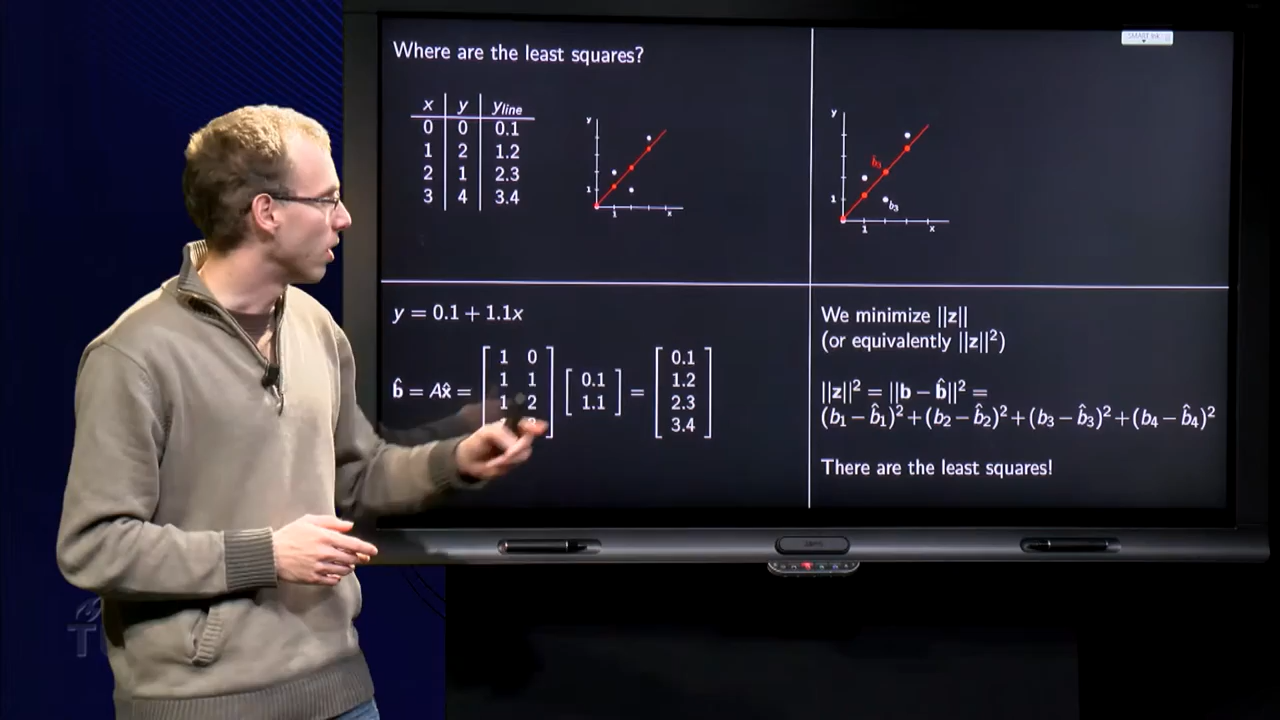 Where are the least squares?
x y y_line
0 0 0.1
1 2 1.2
2 1 2.3
3 4 3.4
y
1
1 x
y
b̂₃
1 b₃
1 x
y = 0.1 + 1.1x
b̂ = Ax̂ = [ 1 0 ; 1 1 ; 1 2 ] [ 0.1 ; 1.1 ] = [ 0.1 ; 1.2 ; 2.3 ; 3.4 ]
We minimize ||z||
(or equivalently ||z||²)
||z||² = ||b − b̂||² =
(b₁ − b̂₁)² + (b₂ − b̂₂)² + (b₃ − b̂₃)² + (b₄ − b̂₄)²
There are the least squares!
SMART Ink